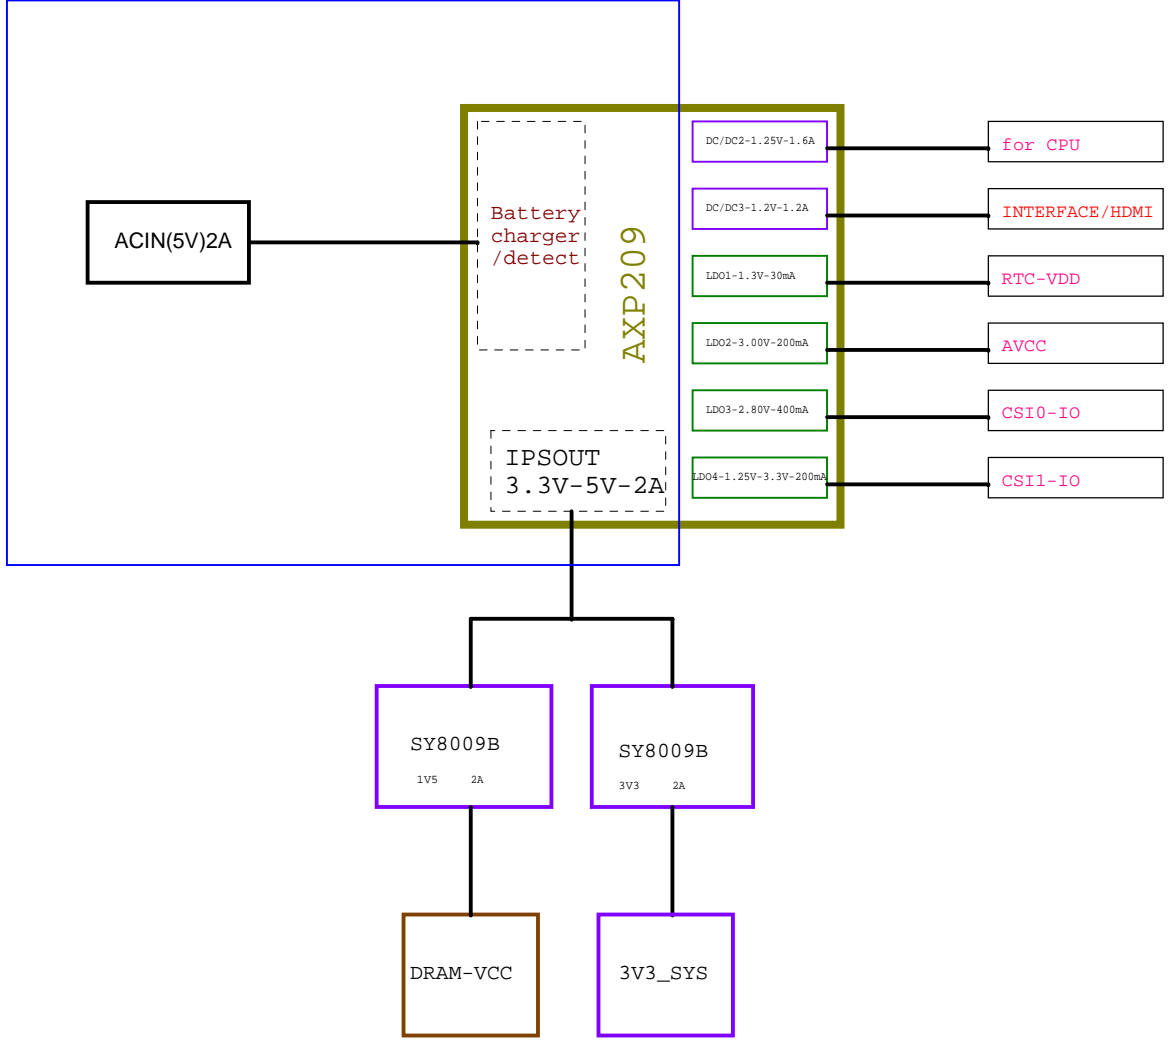 DC/DC2-1.25V-1.6A
for CPU
Battery
charger
/detect
DC/DC3-1.2V-1.2A
INTERFACE/HDMI
ACIN(5V)2A
AXP209
LDO1-1.3V-30mA
RTC-VDD
LDO2-3.00V-200mA
AVCC
LDO3-2.80V-400mA
CSI0-IO
IPSOUT
3.3V-5V-2A
LDO4-1.25V-3.3V-200mA
CSI1-IO
SY8009B
1V5 2A
SY8009B
3V3 2A
DRAM-VCC
3V3_SYS